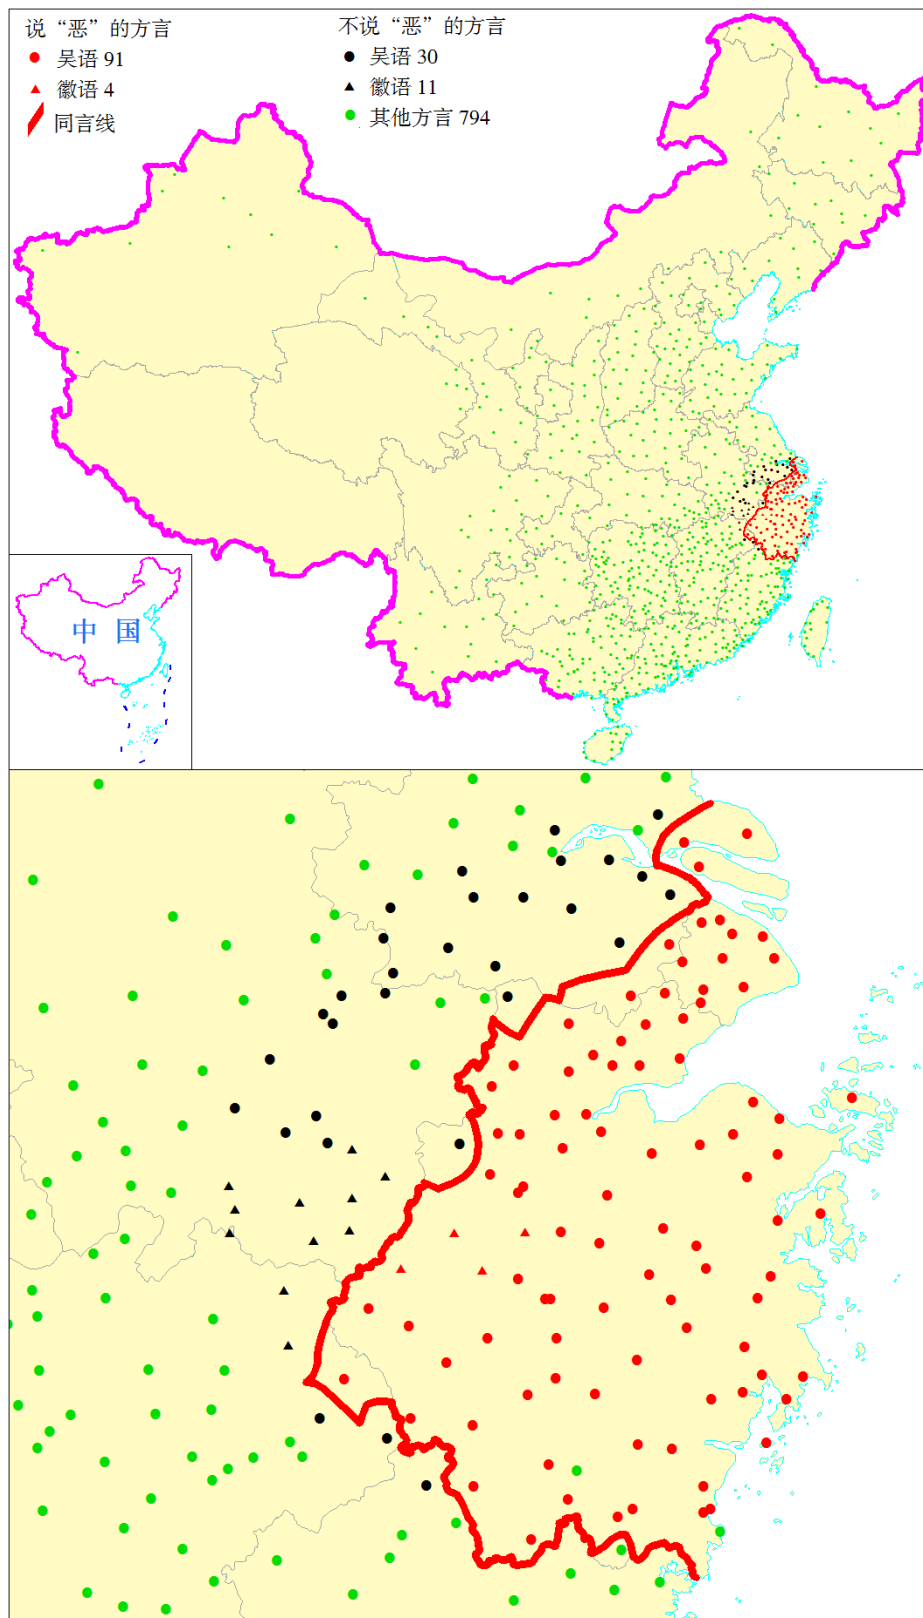 说“恶”的方言
吴语 91
徽语 4
同言线
不说“恶”的方言
吴语 30
徽语 11
其他方言 794
中国